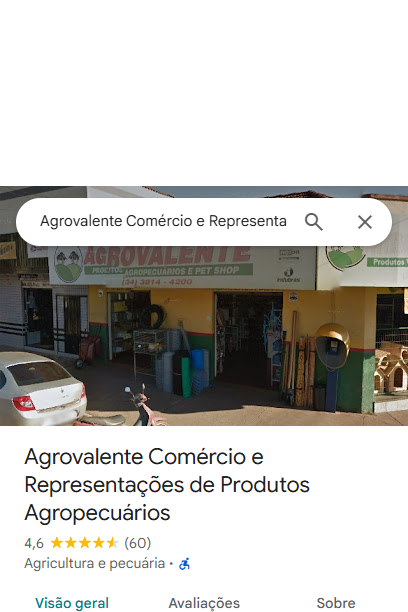 Agrovalente Comércio e Representa
AGROVALENTE
PRODUTOS AGROPECUÁRIOS E PET SHOP
(34) 3814 - 4200
Produtos
Agrovalente Comércio e
Representações de Produtos
Agropecuários
4,6 (60)
Agricultura e pecuária ·
Visão geral
Avaliações
Sobre